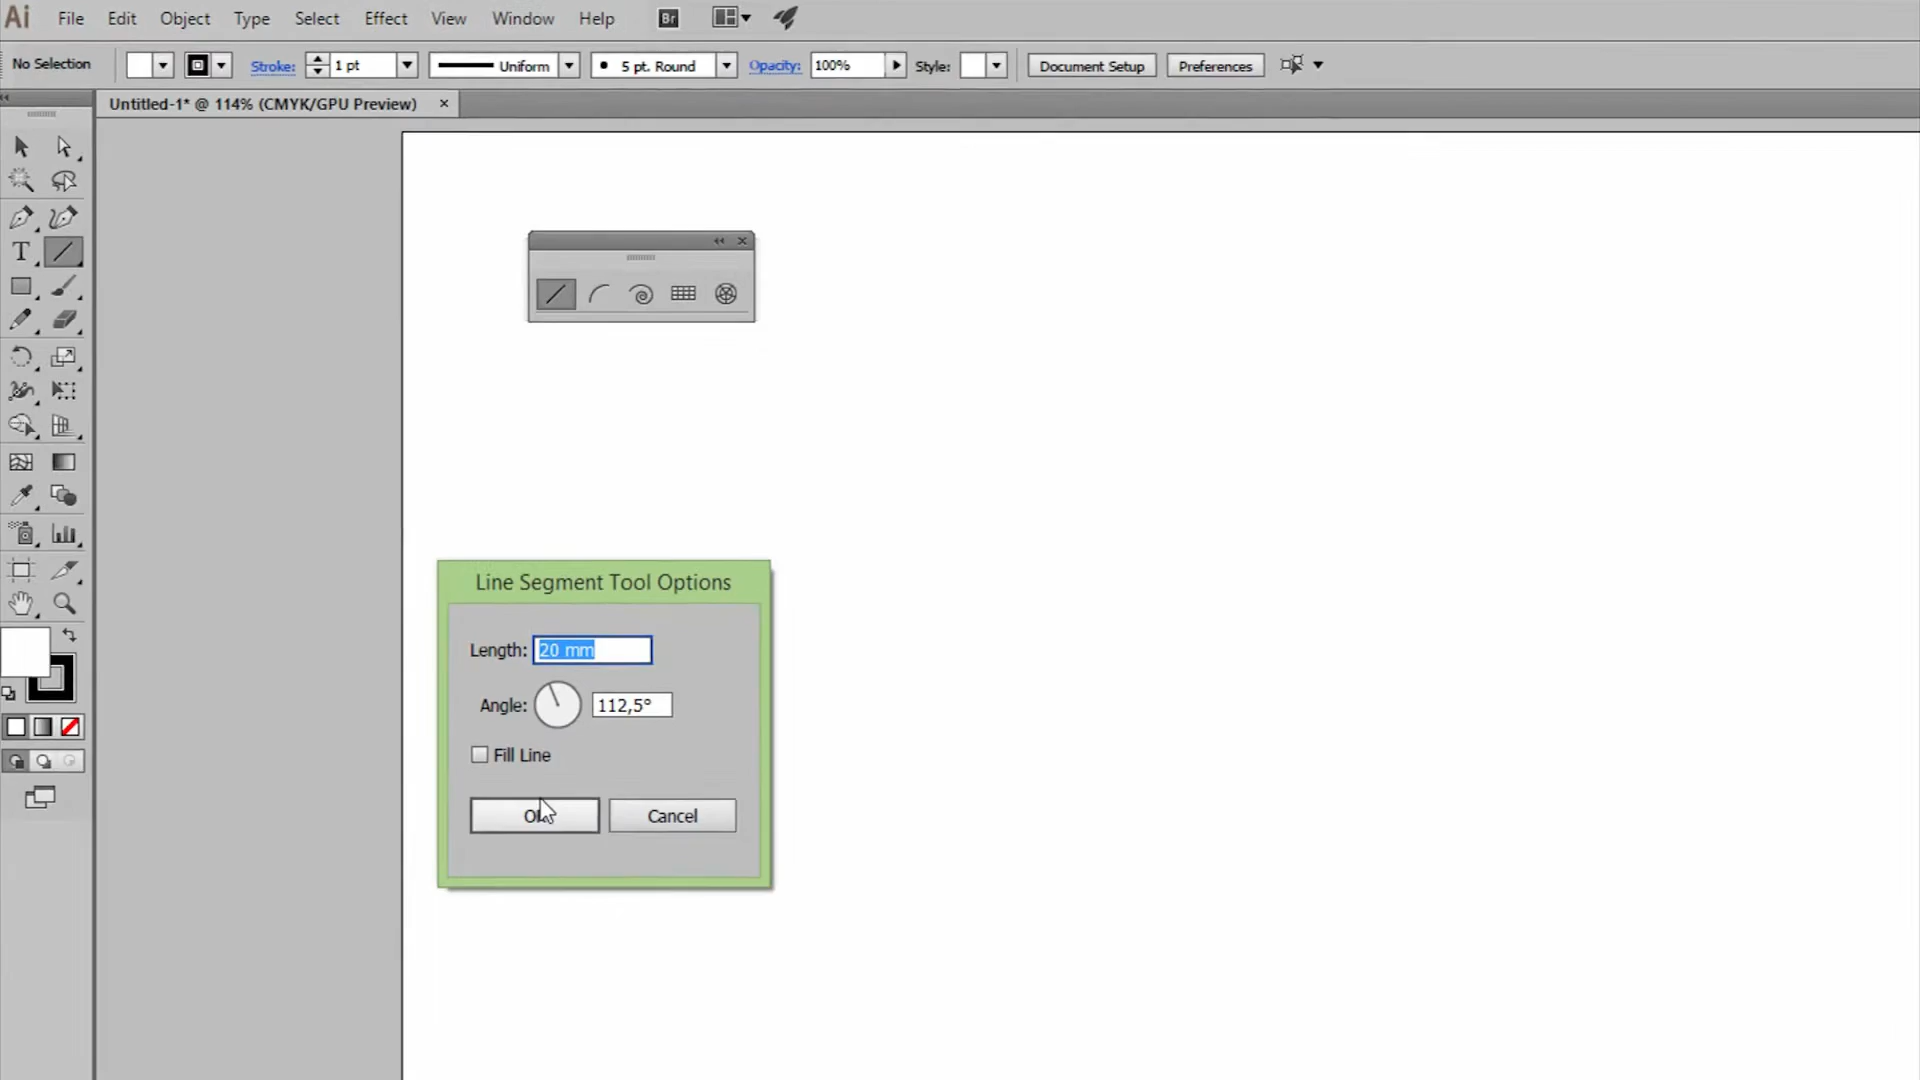 Ai File Edit Object Type Select Effect View Window Help Br
No Selection Stroke: 1 pt Uniform 5 pt. Round Opacity: 100% Style: Document Setup Preferences
Untitled-1* @ 114% (CMYK/GPU Preview) ×
T
Line Segment Tool Options
Length: 20 mm
Angle: 112,5°
Fill Line
Cancel